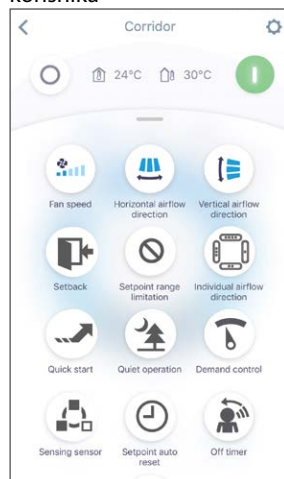 korisnika
Corridor
24°C 30°C
Fan speed
Horizontal airflow
direction
Vertical airflow
direction
Setback
Setpoint range
limitation
Individual airflow
direction
Quick start
Quiet operation
Demand control
Sensing sensor
Setpoint auto
reset
Off timer